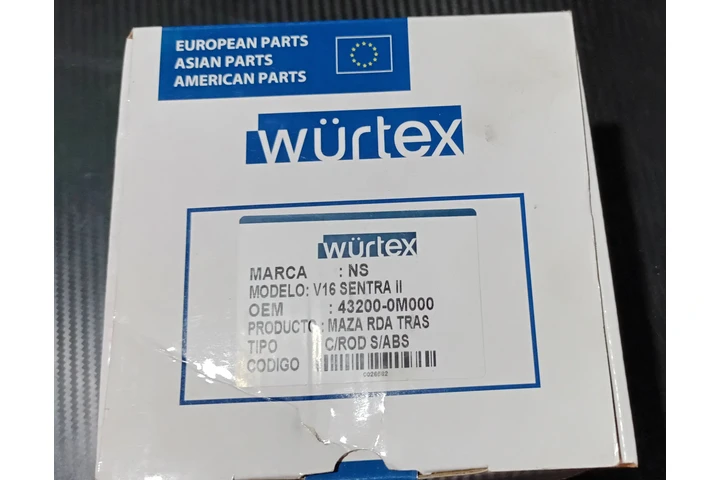 EUROPEAN PARTS
ASIAN PARTS
AMERICAN PARTS
würtex
würtex
MARCA : NS
MODELO: V16 SENTRA II
OEM : 43200-0M000
PRODUCTO : MAZA RDA TRAS
TIPO C/ROD S/ABS
CODIGO